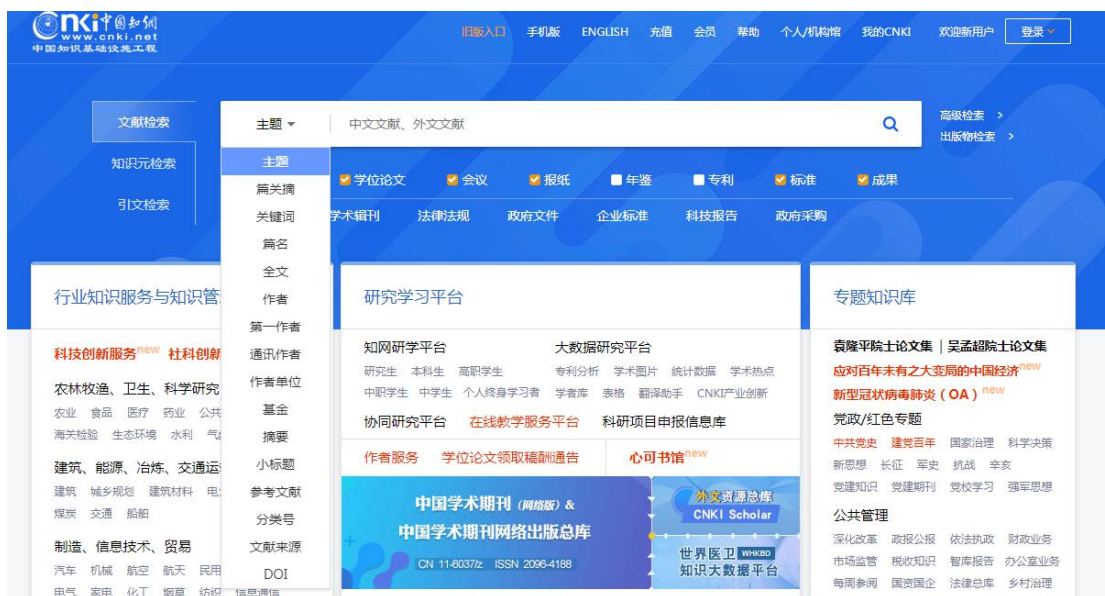 cnki 中国知网
www.cnki.net
中国知识基础设施工程
旧版入口 手机版 ENGLISH 充值 会员 帮助 个人/机构馆 我的CNKI 欢迎新用户 登录
文献检索 主题 中文文献、外文文献 高级检索 >
出版物检索 >
知识元检索
引文检索
主题
篇关摘
关键词
篇名
全文
作者
第一作者
通讯作者
作者单位
基金
摘要
小标题
参考文献
分类号
文献来源
DOI
学位论文 会议 报纸 年鉴 专利 标准 成果
学术辑刊 法律法规 政府文件 企业标准 科技报告 政府采购
行业知识服务与知识管
科技创新服务new 社科创新
农林牧渔、卫生、科学研究
农业 食品 医疗 药业 公共
海关检验 生态环境 水利
建筑、能源、冶炼、交通运
建筑 城乡规划 建筑材料
煤炭 交通 船舶
制造、信息技术、贸易
汽车 机械 航空 航天 民用
电气 家电 化工 烟草 纺织 信息通信
研究学习平台
知网研学平台 大数据研究平台
研究生 本科生 高职学生 专利分析 学术图片 统计数据 学术热点
中职学生 中学生 个人终身学习者 学者库 表格 翻译助手 CNKI产业创新
协同研究平台 在线教学服务平台 科研项目申报信息库
作者服务 学位论文领取稿酬通告 心可书馆new
中国学术期刊(网络版)&
中国学术期刊网络出版总库
CN 11-6037/z ISSN 2096-4188
外文资源总库
CNKI Scholar
世界医卫 WHKBD
知识大数据平台
专题知识库
袁隆平院士论文集 | 吴孟超院士论文集
应对百年未有之大变局的中国经济new
新型冠状病毒肺炎(OA)new
党政/红色专题
中共党史 建党百年 国家治理 科学决策
新思想 长征 军史 抗战 辛亥
党建知识 党建期刊 党校学习 强军思想
公共管理
深化改革 政报公报 依法执政 财政业务
市场监管 税收知识 智库报告 办公室业务
每周参阅 国资国企 法律总库 乡村治理